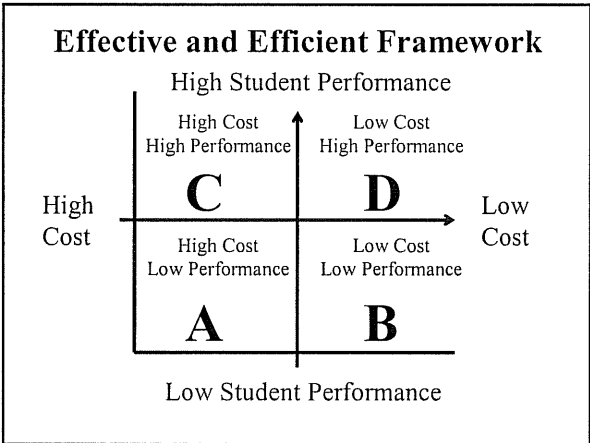 Effective and Efficient Framework
High Student Performance
High Cost
High Performance
Low Cost
High Performance
C
D
High
Cost
Low
Cost
High Cost
Low Performance
Low Cost
Low Performance
A
B
Low Student Performance